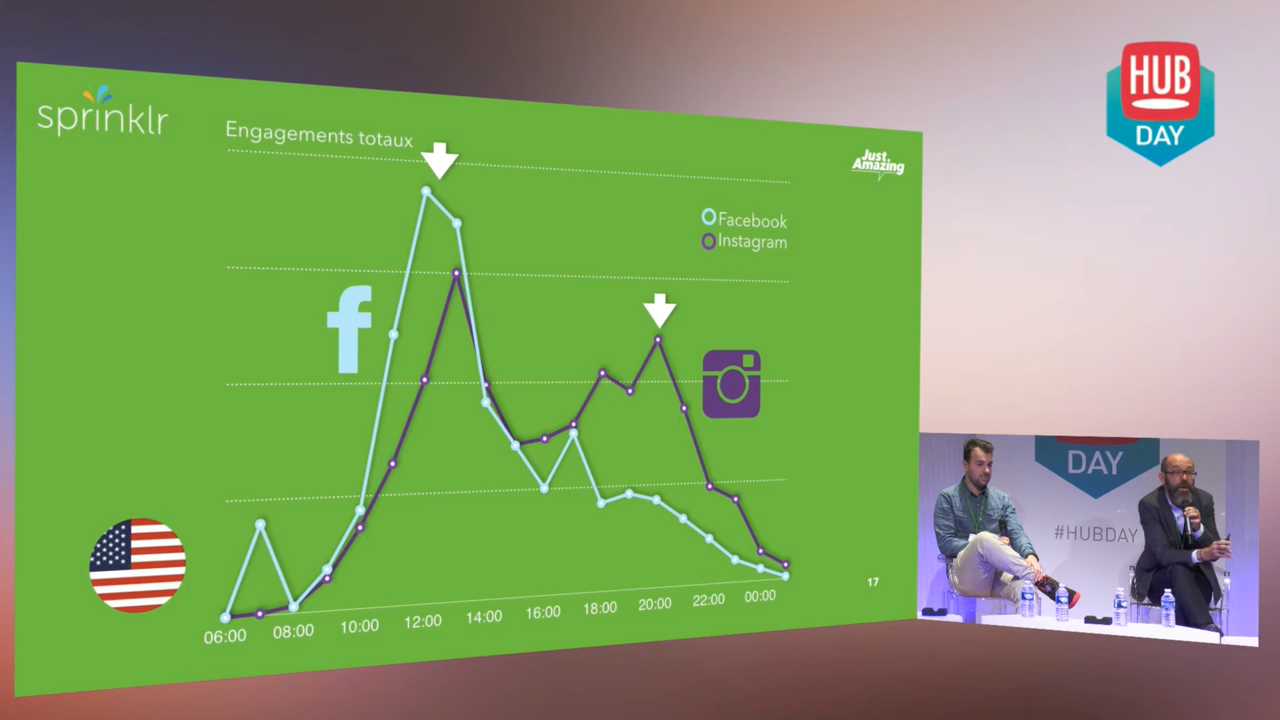 sprinklr
Engagements totaux
Just
Amazing
HUB
DAY
Facebook
Instagram
f
06:00
08:00
10:00
12:00
14:00
16:00
18:00
20:00
22:00
00:00
17
DAY
#HUBDAY